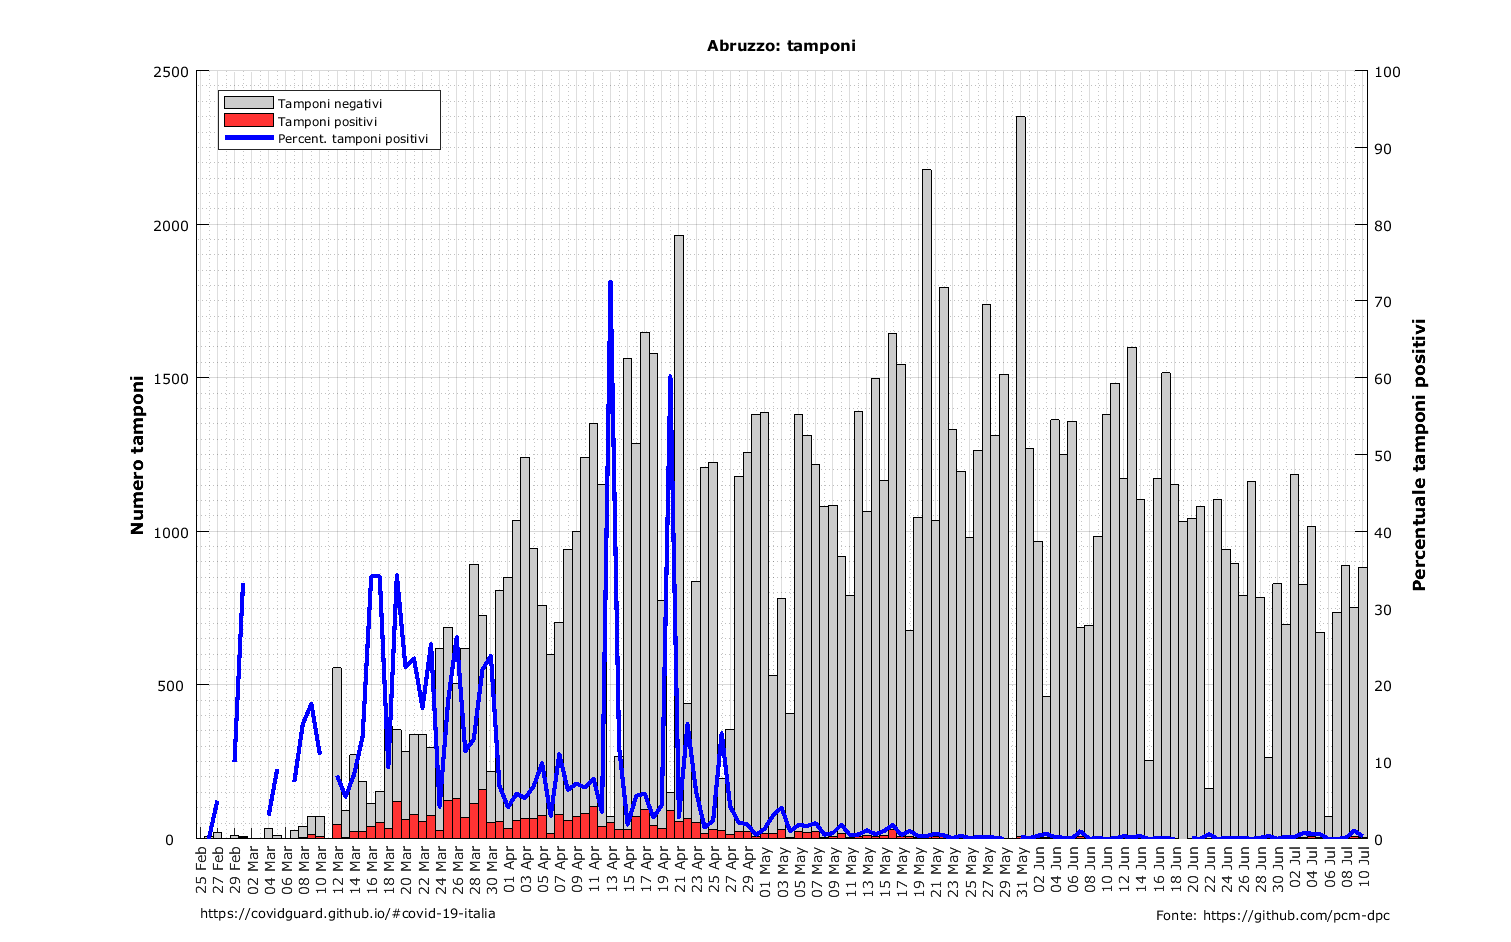 Abruzzo: tamponi
2500
2000
1500
1000
500
0
Numero tamponi
Tamponi negativi
Tamponi positivi
Percent. tamponi positivi
100
90
80
70
60
50
40
30
20
10
0
Percentuale tamponi positivi
25 Feb
27 Feb
29 Feb
02 Mar
04 Mar
06 Mar
08 Mar
10 Mar
12 Mar
14 Mar
16 Mar
18 Mar
20 Mar
22 Mar
24 Mar
26 Mar
28 Mar
30 Mar
01 Apr
03 Apr
05 Apr
07 Apr
09 Apr
11 Apr
13 Apr
15 Apr
17 Apr
19 Apr
21 Apr
23 Apr
25 Apr
27 Apr
29 Apr
01 May
03 May
05 May
07 May
09 May
11 May
13 May
15 May
17 May
19 May
21 May
23 May
25 May
27 May
29 May
31 May
02 Jun
04 Jun
06 Jun
08 Jun
10 Jun
12 Jun
14 Jun
16 Jun
18 Jun
20 Jun
22 Jun
24 Jun
26 Jun
28 Jun
30 Jun
02 Jul
04 Jul
06 Jul
08 Jul
10 Jul
https://covidguard.github.io/#covid-19-italia
Fonte: https://github.com/pcm-dpc